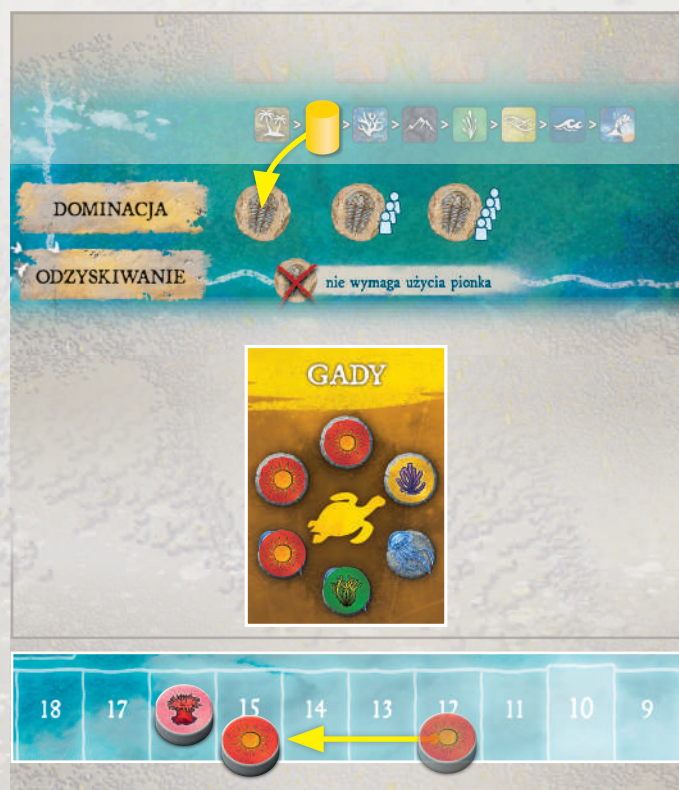 > > > > > > >
DOMINACJA
ODZYSKIWANIE
nie wymaga użycia pionka
GADY
18 17 15 14 13 12 11 10 9